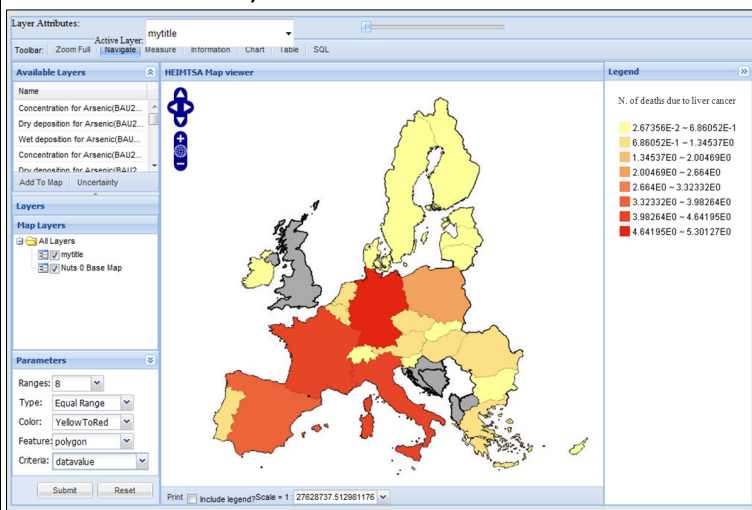 Layer Attributes:
Active Layer: mytitle
Toolbar: Zoom Full Navigate Measure Information Chart Table SQL
Available Layers
Name
Concentration for Arsenic(BAU2...
Dry deposition for Arsenic(BAU2...
Wet deposition for Arsenic(BAU...
Concentration for Arsenic(BAU2...
Dry deposition for Arsenic(BAU2...
Add To Map Uncertainty
Layers
Map Layers
All Layers
mytitle
Nuts 0 Base Map
Parameters
Ranges: 8
Type: Equal Range
Color: YellowToRed
Feature: polygon
Criteria: datavalue
Submit Reset
HEIMTSA Map viewer
Print Include legend? Scale = 1 : 27628737.512981176
Legend
N. of deaths due to liver cancer
2.67356E-2 ~ 6.86052E-1
6.86052E-1 ~ 1.34537E0
1.34537E0 ~ 2.00469E0
2.00469E0 ~ 2.664E0
2.664E0 ~ 3.32332E0
3.32332E0 ~ 3.98264E0
3.98264E0 ~ 4.64195E0
4.64195E0 ~ 5.30127E0